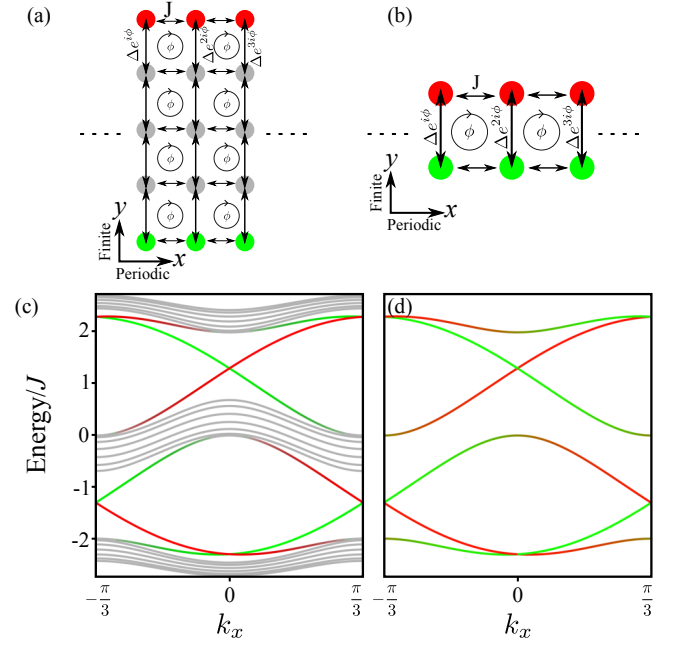 (a)
J
Δe^{iϕ}
Δe^{2iϕ}
Δe^{3iϕ}
ϕ ϕ
ϕ ϕ
ϕ ϕ
ϕ ϕ
y
Finite
Periodic
x
(b)
J
Δe^{iϕ}
Δe^{2iϕ}
Δe^{3iϕ}
ϕ ϕ
y
Finite
Periodic
x
(c)
Energy/J
2
0
-1
-2
-π/3
0
π/3
k_x
(d)
-π/3
0
π/3
k_x